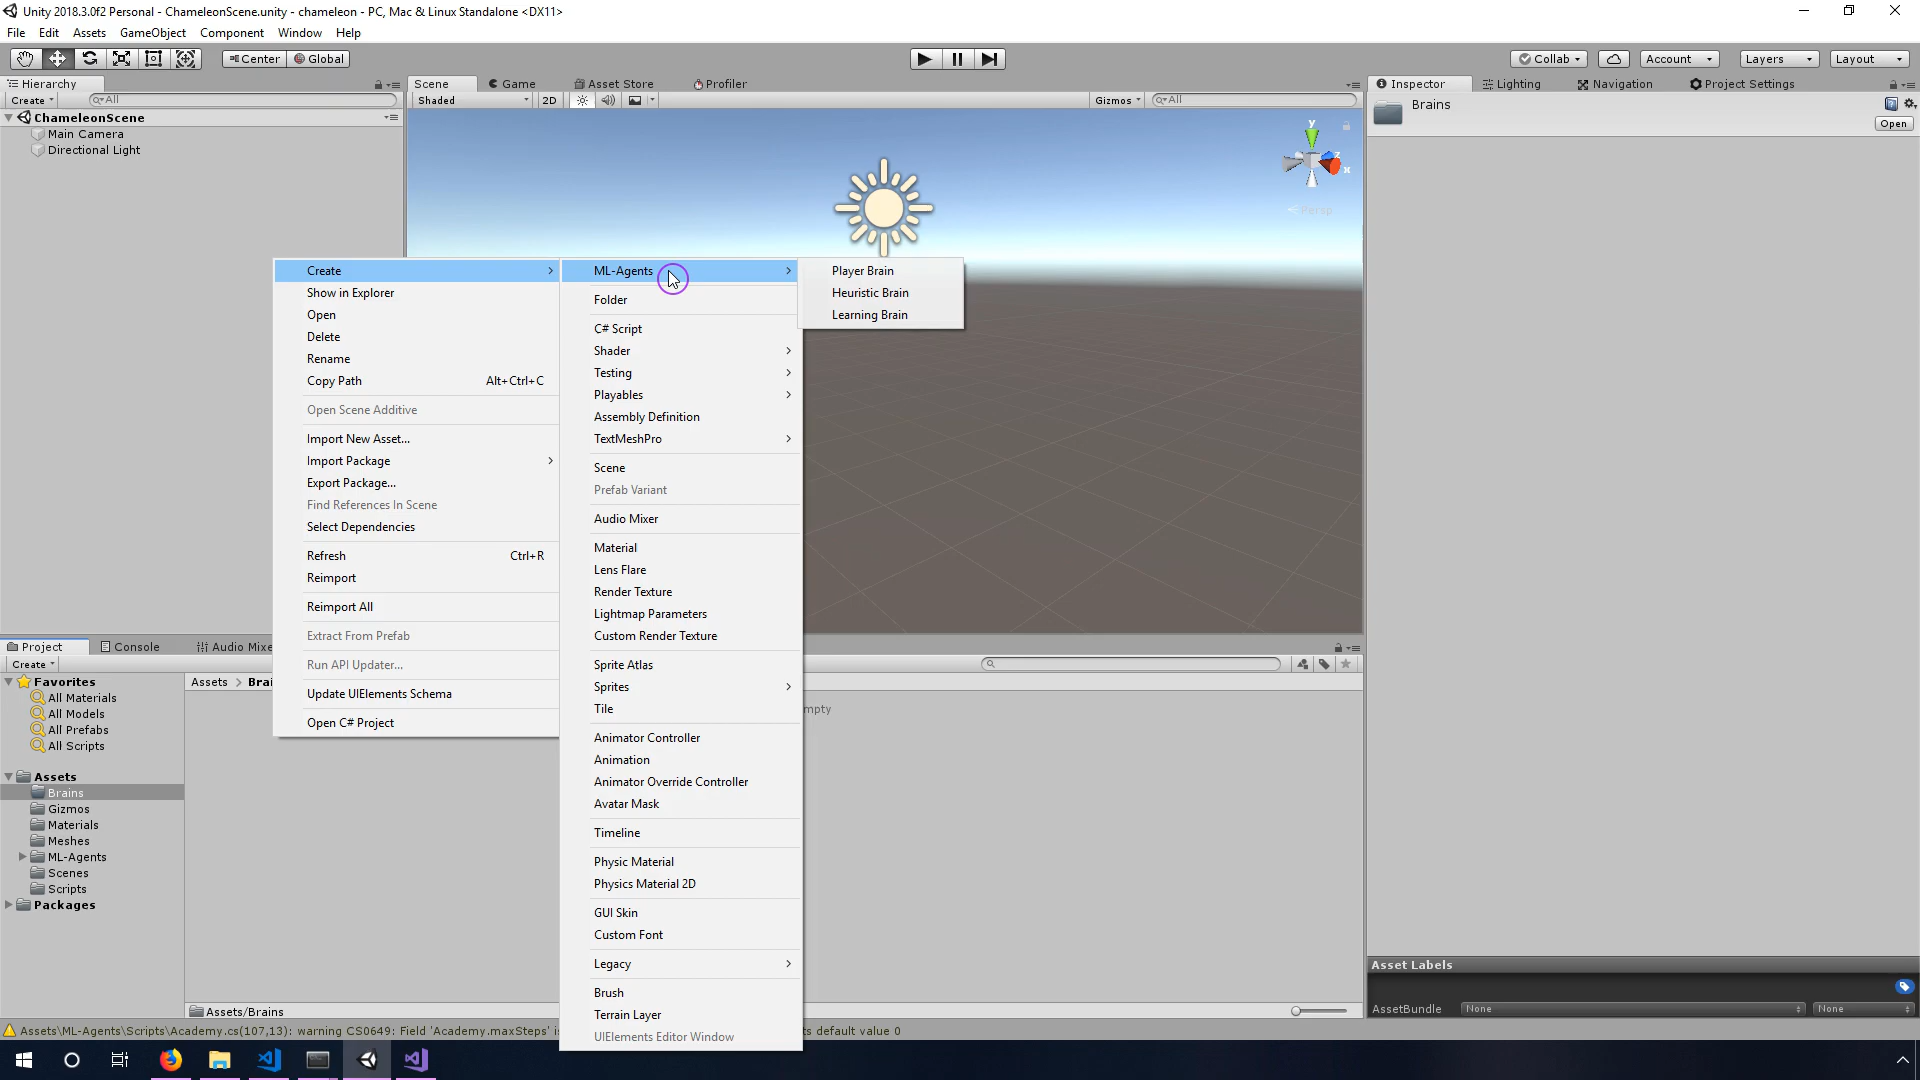 Unity 2018.3.0f2 Personal - ChameleonScene.unity - chameleon - PC, Mac & Linux Standalone <DX11>
File Edit Assets GameObject Component Window Help
Center Global Collab Account Layers Layout
Hierarchy Scene Game Asset Store Profiler Inspector Lighting Navigation Project Settings
Create All Shaded 2D Gizmos All
Brains
Open
ChameleonScene
Main Camera
Directional Light
y
z
x
Persp
Create
Show in Explorer
Open
Delete
Rename
Copy Path Alt+Ctrl+C
Open Scene Additive
Import New Asset...
Import Package
Export Package...
Find References In Scene
Select Dependencies
Refresh Ctrl+R
Reimport
Reimport All
Extract From Prefab
Run API Updater...
Update UIElements Schema
Open C# Project
ML-Agents
Folder
C# Script
Shader
Testing
Playables
Assembly Definition
TextMeshPro
Scene
Prefab Variant
Audio Mixer
Material
Lens Flare
Render Texture
Lightmap Parameters
Custom Render Texture
Sprite Atlas
Sprites
Tile
Animator Controller
Animation
Animator Override Controller
Avatar Mask
Timeline
Physic Material
Physics Material 2D
GUI Skin
Custom Font
Legacy
Brush
Terrain Layer
UIElements Editor Window
Player Brain
Heuristic Brain
Learning Brain
Project Console Audio Mixe
Create
Favorites
All Materials
All Models
All Prefabs
All Scripts
Assets
Brains
Gizmos
Materials
Meshes
ML-Agents
Scenes
Scripts
Packages
Assets > Brai
mpty
Assets/Brains
Asset Labels
AssetBundle None None
Assets\ML-Agents\Scripts\Academy.cs(107,13): warning CS0649: Field 'Academy.maxSteps' is
ts default value 0